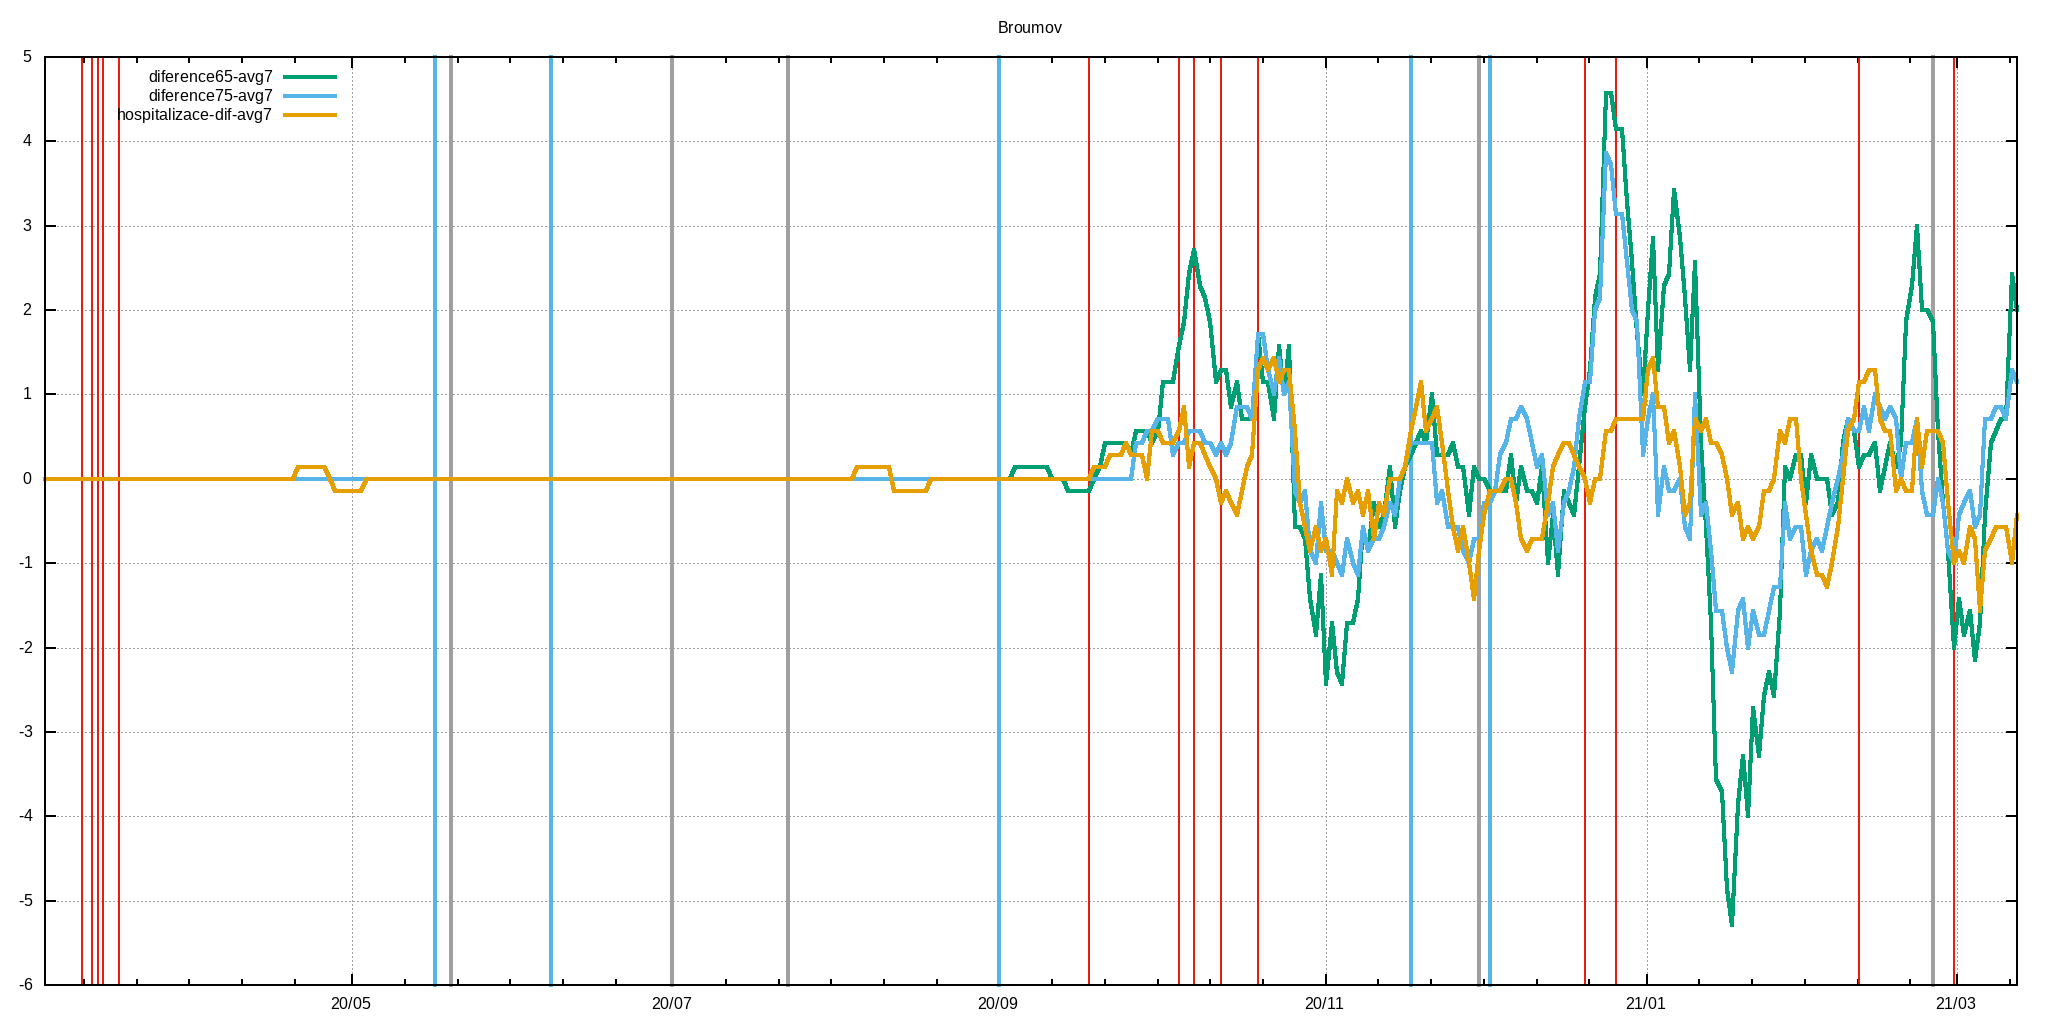 Broumov
diference65-avg7
diference75-avg7
hospitalizace-dif-avg7
5
4
3
2
1
0
-1
-2
-3
-4
-5
-6
20/05 20/07 20/09 20/11 21/01 21/03